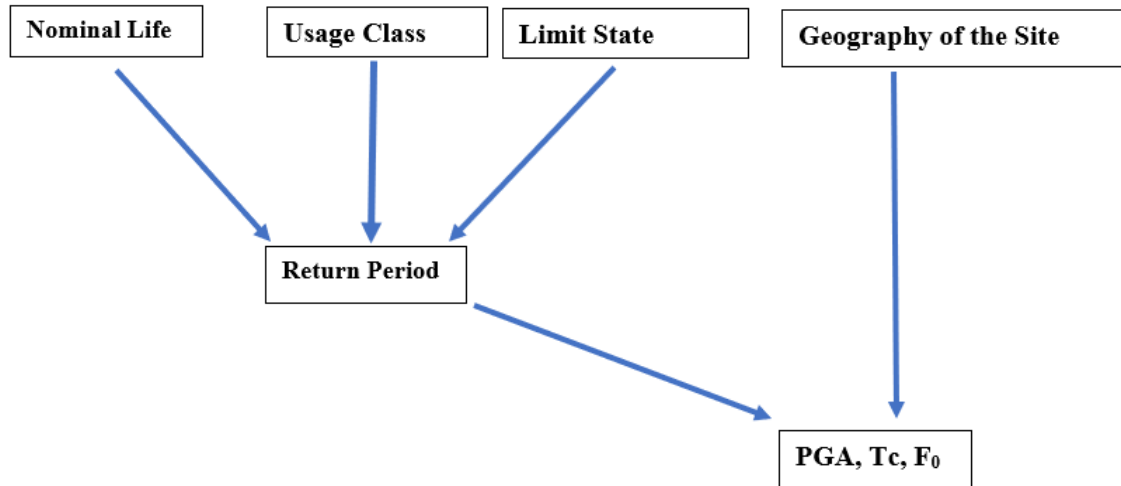 Nominal Life
Usage Class
Limit State
Geography of the Site
Return Period
PGA, Tc, F₀